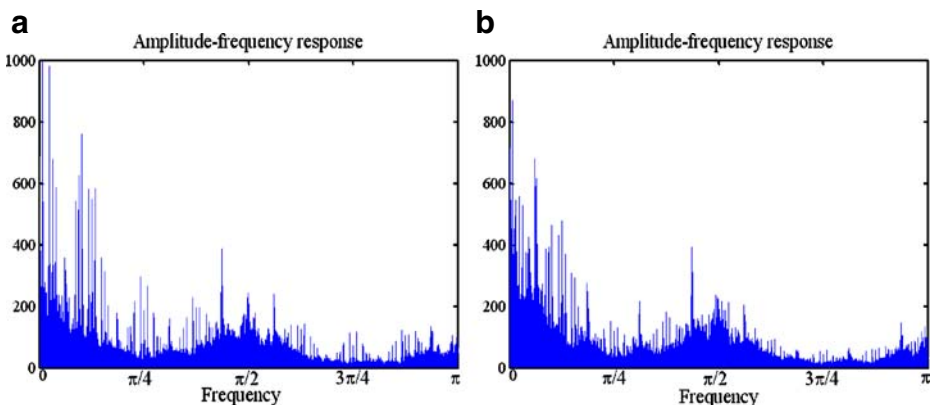 a
Amplitude-frequency response
1000
800
600
400
200
0
0 π/4 π/2 3π/4 π
Frequency
b
Amplitude-frequency response
1000
800
600
400
200
0
0 π/4 π/2 3π/4 π
Frequency